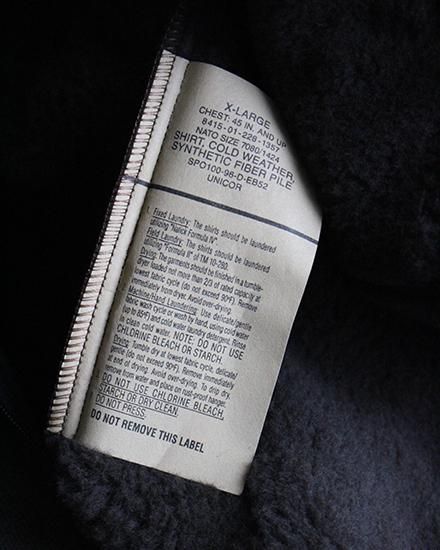 X-LARGE
CHEST: 45 IN. AND UP
8415-01-228-1357
NATO SIZE 7080/1424
SHIRT, COLD WEATHER,
SYNTHETIC FIBER PILE
SPO100-96-D-EB52
UNICOR
1. Fixed Laundry: The shirts should be laundered
utilizing "Natick Formula IV".
Field Laundry: The shirts should be laundered
utilizing "Formula II" of TM 10-280.
Drying: The garments should be finished in a tumble-
dryer loaded not more than 2/3 of rated capacity at
lowest fabric cycle (do not exceed 90ºF). Remove
immediately from dryer. Avoid over-drying.
Machine/Hand Laundering: Use delicate/gentle
fabric wash cycle or wash by hand, using cold water
(up to 85ºF) and cold water laundry detergent. Rinse
in clean cold water. NOTE: DO NOT USE
CHLORINE BLEACH OR STARCH.
Drying: Tumble dry at lowest fabric cycle, delicate/
gentle (do not exceed 90ºF). Remove immediately
at end of drying. Avoid over-drying. To drip dry,
remove from water and place on rust-proof hanger.
DO NOT USE CHLORINE BLEACH,
STARCH OR DRY CLEAN.
DO NOT PRESS.
DO NOT REMOVE THIS LABEL